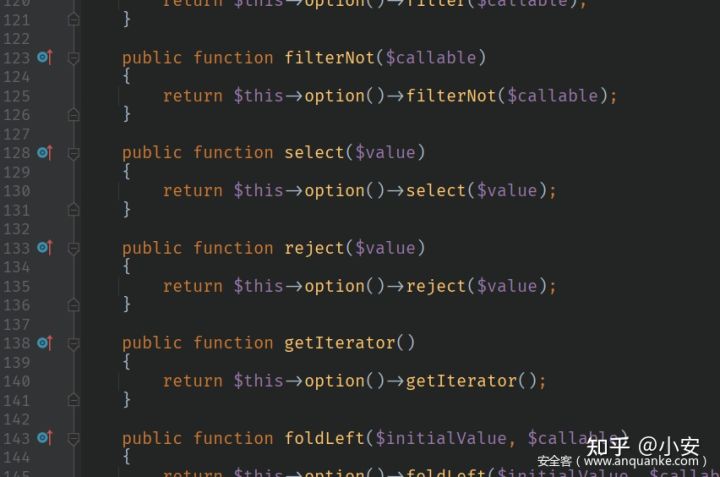 120 return $this->option()->filter($callable);
121 }
122
123 public function filterNot($callable)
124 {
125 return $this->option()->filterNot($callable);
126 }
127
128 public function select($value)
129 {
130 return $this->option()->select($value);
131 }
132
133 public function reject($value)
134 {
135 return $this->option()->reject($value);
136 }
137
138 public function getIterator()
139 {
140 return $this->option()->getIterator();
141 }
142
143 public function foldLeft($initialValue, $callable)
144 {
145 return $this->option()->foldLeft($initialValue, $callab
知乎 @小安
安全客(www.anquanke.com)